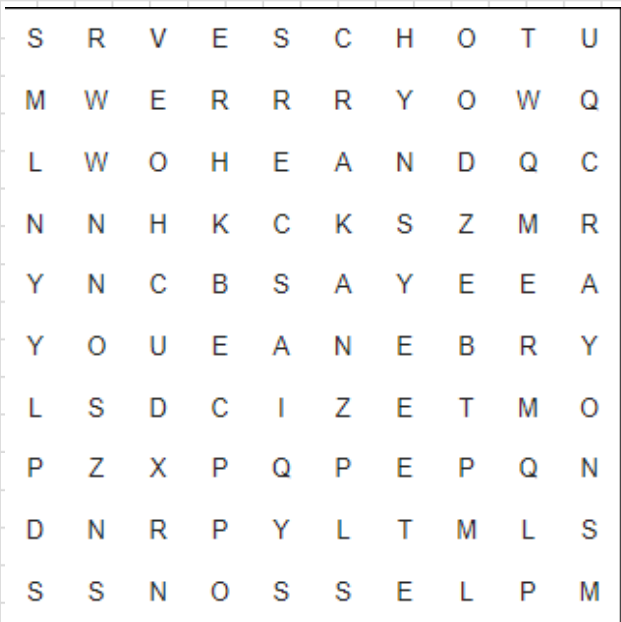 S R V E S C H O T U
M W E R R R Y O W Q
L W O H E A N D Q C
N N H K C K S Z M R
Y N C B S A Y E E A
Y O U E A N E B R Y
L S D C I Z E T M O
P Z X P Q P E P Q N
D N R P Y L T M L S
S S N O S S E L P M